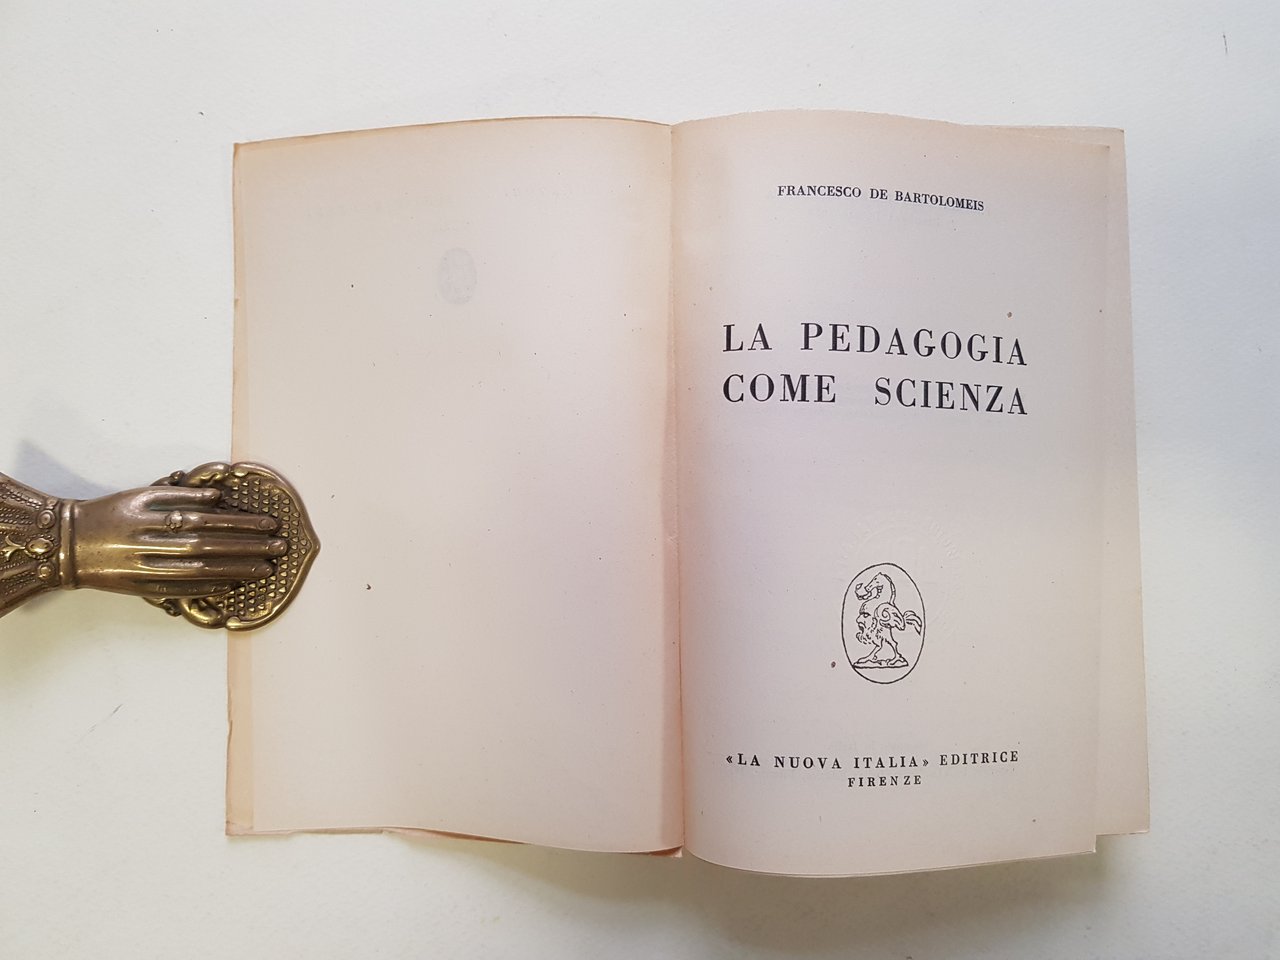 FRANCESCO DE BARTOLOMEIS
LA PEDAGOGIA
COME SCIENZA
«LA NUOVA ITALIA» EDITRICE
FIRENZE